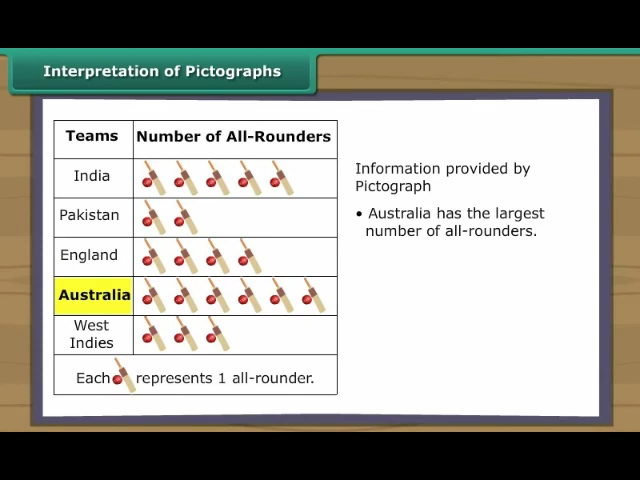 Interpretation of Pictographs
Teams Number of All-Rounders
India
Pakistan
England
Australia
West
Indies
Each represents 1 all-rounder.
Information provided by
Pictograph
• Australia has the largest
number of all-rounders.